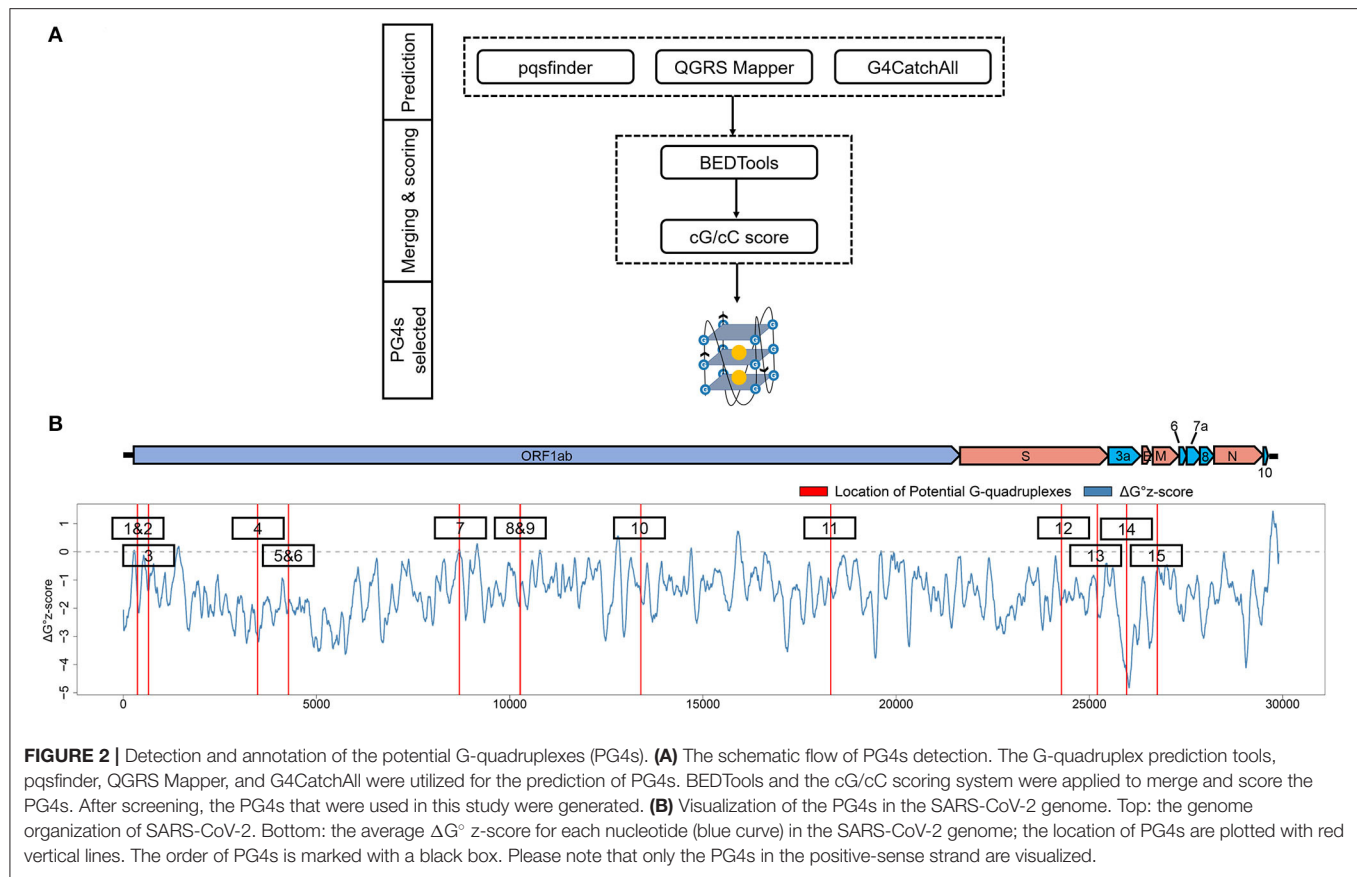 A
Prediction
Merging & scoring
PG4s
selected
pqsfinder
QGRS Mapper
G4CatchAll
BEDTools
cG/cC score
G
G
G
G
G
G
G
G
G
B
ORF1ab
S
3a
E
M
6
7a
8
N
10
Location of Potential G-quadruplexes
ΔG°z-score
1&2
3
4
5&6
7
8&9
10
11
12
13
14
15
ΔG°z-score
1
0
−1
−2
−3
−4
−5
0
5000
10000
15000
20000
25000
30000
FIGURE 2 | Detection and annotation of the potential G-quadruplexes (PG4s). (A) The schematic flow of PG4s detection. The G-quadruplex prediction tools,
pqsfinder, QGRS Mapper, and G4CatchAll were utilized for the prediction of PG4s. BEDTools and the cG/cC scoring system were applied to merge and score the
PG4s. After screening, the PG4s that were used in this study were generated. (B) Visualization of the PG4s in the SARS-CoV-2 genome. Top: the genome
organization of SARS-CoV-2. Bottom: the average ΔG° z-score for each nucleotide (blue curve) in the SARS-CoV-2 genome; the location of PG4s are plotted with red
vertical lines. The order of PG4s is marked with a black box. Please note that only the PG4s in the positive-sense strand are visualized.